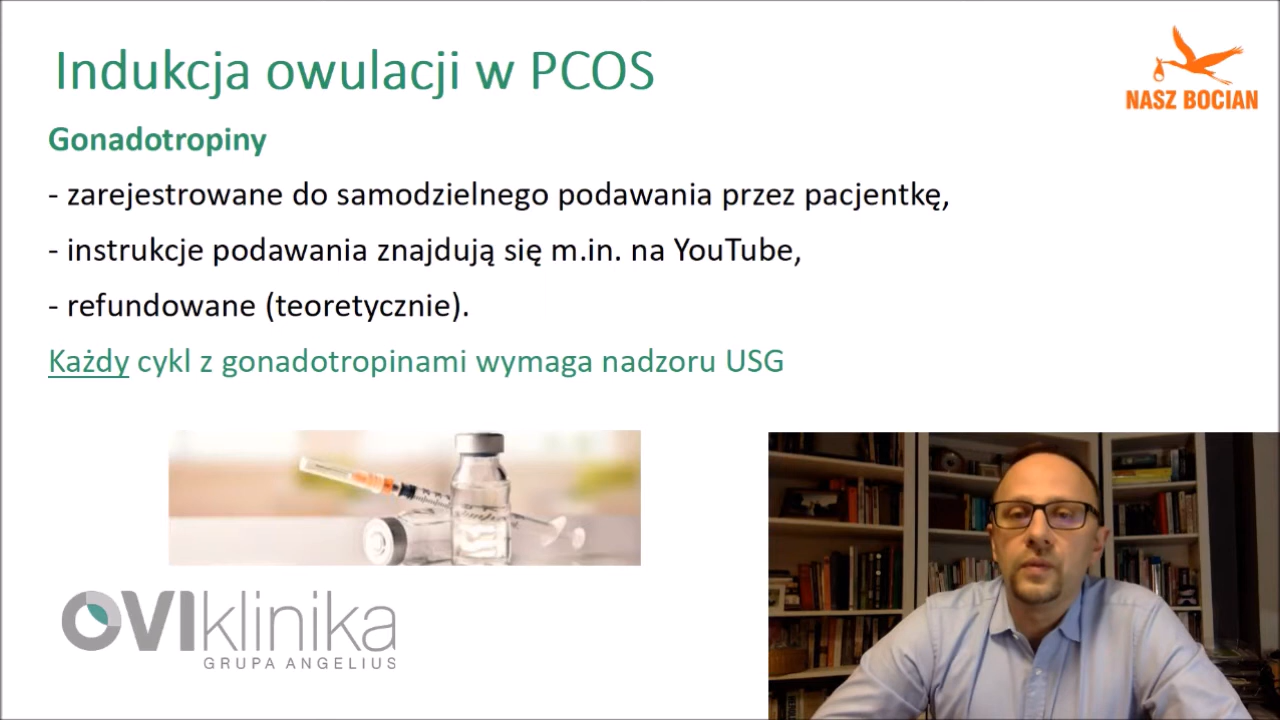 Indukcja owulacji w PCOS
NASZ BOCIAN
Gonadotropiny
- zarejestrowane do samodzielnego podawania przez pacjentkę,
- instrukcje podawania znajdują się m.in. na YouTube,
- refundowane (teoretycznie).
Każdy cykl z gonadotropinami wymaga nadzoru USG
OVIklinika
GRUPA ANGELIUS